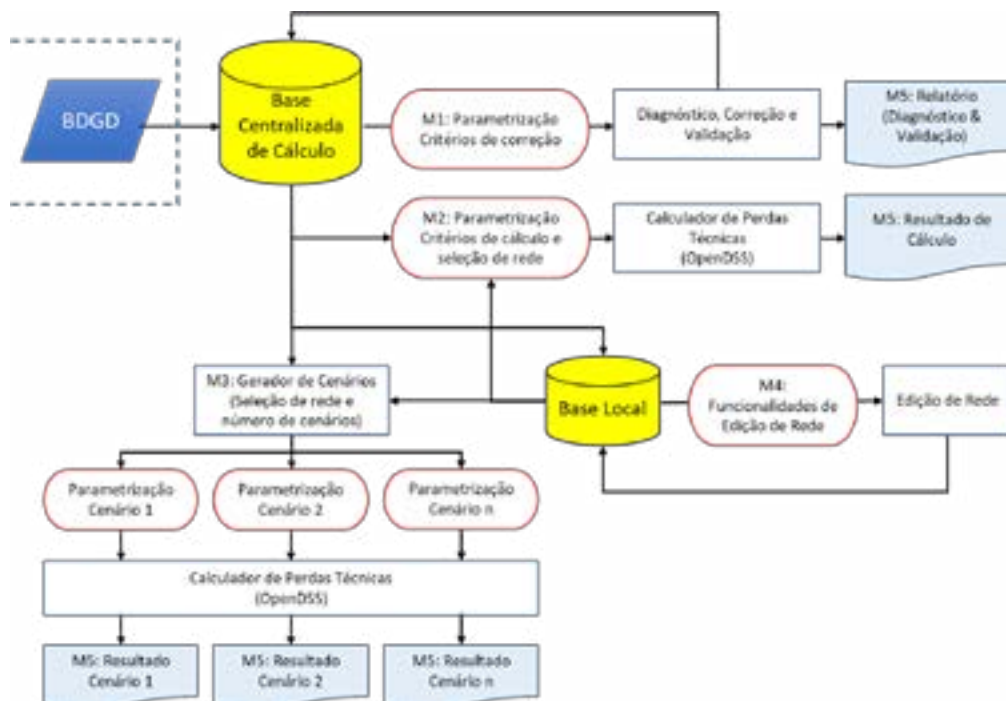 BDGD
Base
Centralizada
de Cálculo
M1: Parametrização
Critérios de correção
Diagnóstico, Correção e
Validação
M5: Relatório
(Diagnóstico &
Validação)
M2: Parametrização
Critérios de cálculo e
seleção de rede
Calculador de Perdas
Técnicas
(OpenDSS)
M5: Resultado de
Cálculo
M3: Gerador de Cenários
(Seleção de rede e
número de cenários)
Base Local
M4:
Funcionalidades de
Edição de Rede
Edição de Rede
Parametrização
Cenário 1
Parametrização
Cenário 2
Parametrização
Cenário n
Calculador de Perdas Técnicas
(OpenDSS)
M5: Resultado
Cenário 1
M5: Resultado
Cenário 2
M5: Resultado
Cenário n